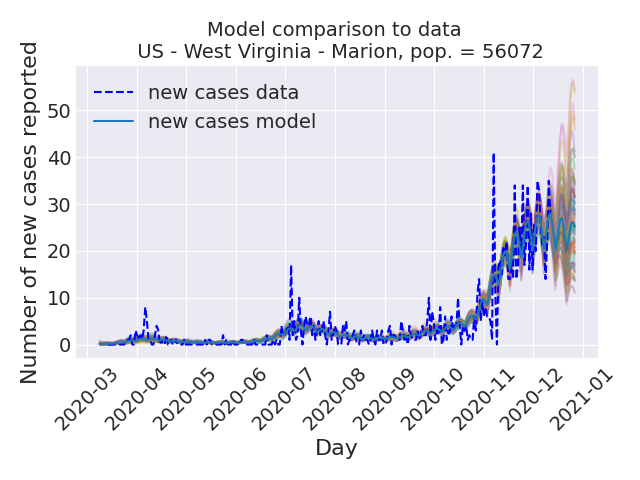 Model comparison to data
US - West Virginia - Marion, pop. = 56072
Number of new cases reported
50
40
30
20
10
0
new cases data
new cases model
2020-03
2020-04
2020-05
2020-06
2020-07
2020-08
2020-09
2020-10
2020-11
2020-12
2021-01
Day